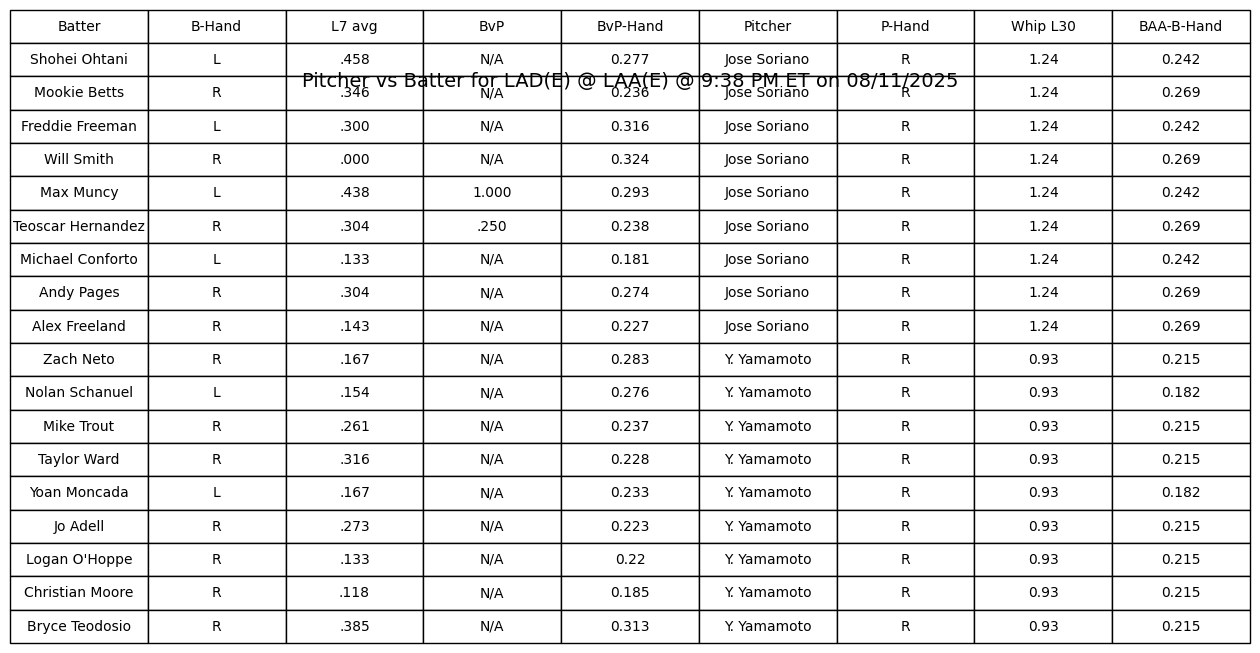 Batter B-Hand L7 avg BvP BvP-Hand Pitcher P-Hand Whip L30 BAA-B-Hand
Shohei Ohtani L .458 N/A 0.277 Jose Soriano R 1.24 0.242
Pitcher vs Batter for LAD(E) @ LAA(E) @ 9:38 PM ET on 08/11/2025
Mookie Betts R .346 N/A 0.236 Jose Soriano R 1.24 0.269
Freddie Freeman L .300 N/A 0.316 Jose Soriano R 1.24 0.242
Will Smith R .000 N/A 0.324 Jose Soriano R 1.24 0.269
Max Muncy L .438 1.000 0.293 Jose Soriano R 1.24 0.242
Teoscar Hernandez R .304 .250 0.238 Jose Soriano R 1.24 0.269
Michael Conforto L .133 N/A 0.181 Jose Soriano R 1.24 0.242
Andy Pages R .304 N/A 0.274 Jose Soriano R 1.24 0.269
Alex Freeland R .143 N/A 0.227 Jose Soriano R 1.24 0.269
Zach Neto R .167 N/A 0.283 Y. Yamamoto R 0.93 0.215
Nolan Schanuel L .154 N/A 0.276 Y. Yamamoto R 0.93 0.182
Mike Trout R .261 N/A 0.237 Y. Yamamoto R 0.93 0.215
Taylor Ward R .316 N/A 0.228 Y. Yamamoto R 0.93 0.215
Yoan Moncada L .167 N/A 0.233 Y. Yamamoto R 0.93 0.182
Jo Adell R .273 N/A 0.223 Y. Yamamoto R 0.93 0.215
Logan O'Hoppe R .133 N/A 0.22 Y. Yamamoto R 0.93 0.215
Christian Moore R .118 N/A 0.185 Y. Yamamoto R 0.93 0.215
Bryce Teodosio R .385 N/A 0.313 Y. Yamamoto R 0.93 0.215